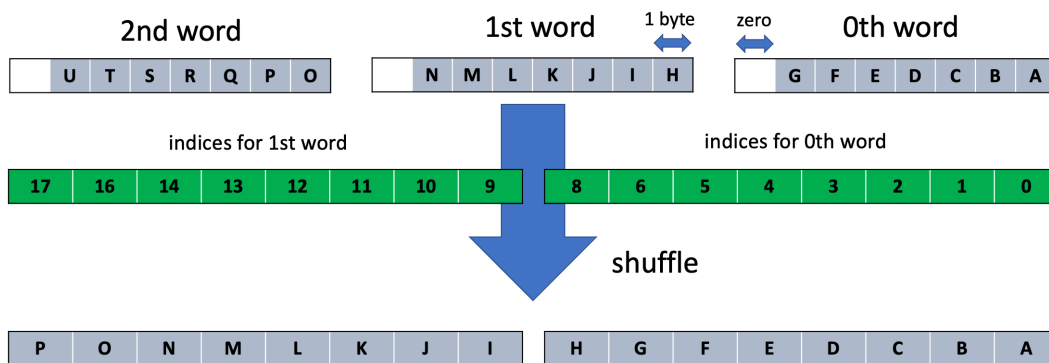 2nd word 1st word 1 byte zero 0th word
U T S R Q P O N M L K J I H G F E D C B A
indices for 1st word indices for 0th word
17 16 14 13 12 11 10 9 8 6 5 4 3 2 1 0
shuffle
P O N M L K J I H G F E D C B A